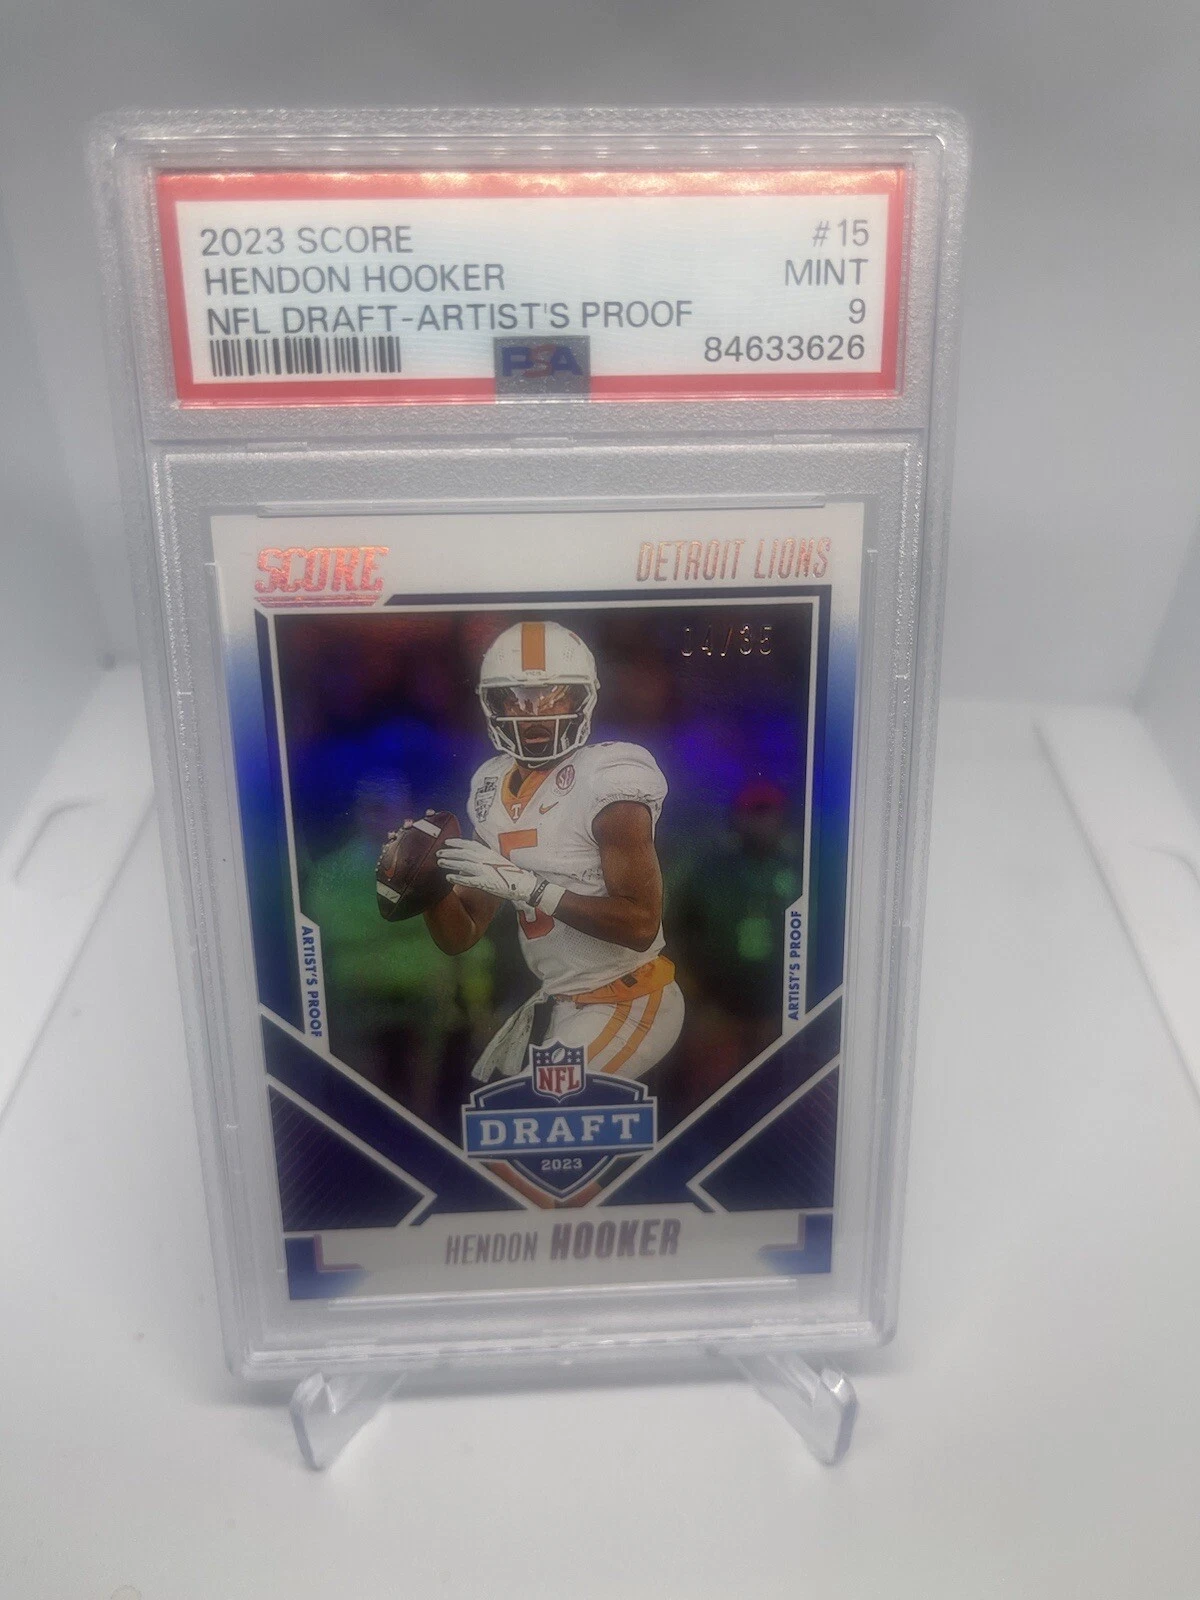 2023 SCORE #15
HENDON HOOKER MINT
NFL DRAFT-ARTIST'S PROOF 9
PSA 84633626
SCORE DETROIT LIONS
04/35
T
5
ARTIST'S PROOF
ARTIST'S PROOF
NFL
DRAFT
2023
HENDON HOOKER